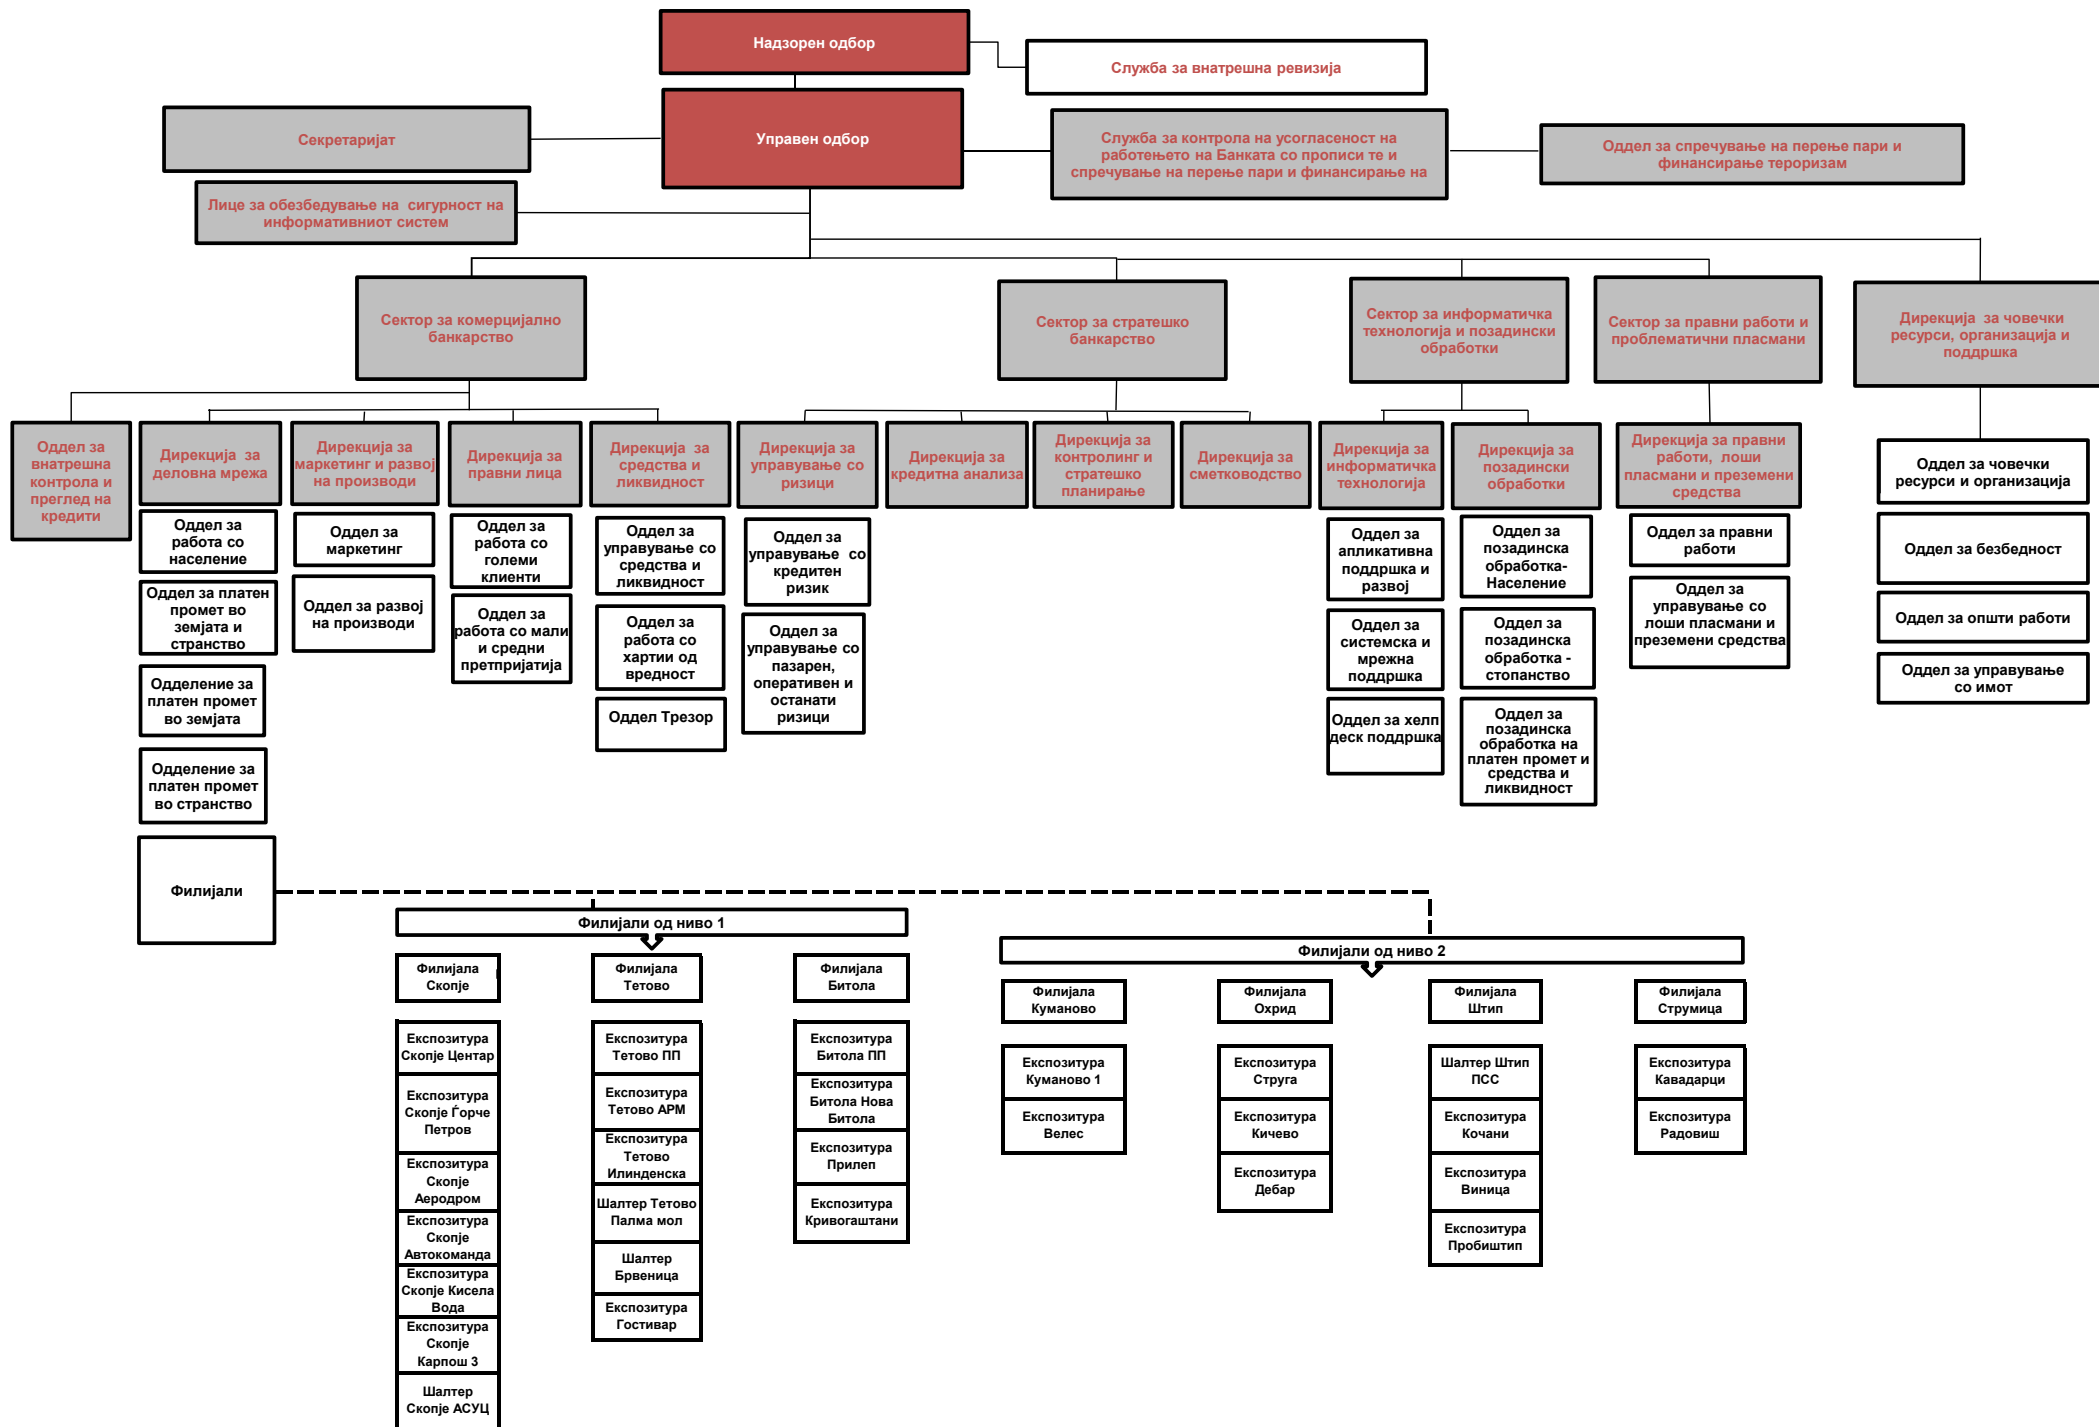 Надзорен одбор
Служба за внатрешна ревизија
Секретаријат
Управен одбор
Служба за контрола на усогласеност на
работењето на Банката со прописи те и
спречување на перење пари и финансирање на
Оддел за спречување на перење пари и
финансирање тероризам
Лице за обезбедување на сигурност на
информативниот систем
Сектор за комерцијално
банкарство
Сектор за стратешко
банкарство
Сектор за информатичка
технологија и позадински
обработки
Сектор за правни работи и
проблематични пласмани
Дирекција за човечки
ресурси, организација и
поддршка
Оддел за
внатрешна
контрола и
преглед на
кредити
Дирекција за
деловна мрежа
Дирекција за
маркетинг и развој
на производи
Дирекција за
правни лица
Дирекција за
средства и
ликвидност
Дирекција за
управување со
ризици
Дирекција за
кредитна анализа
Дирекција за
контролинг и
стратешко
планирање
Дирекција за
сметководство
Дирекција за
информатичка
технологија
Дирекција за
позадински
обработки
Дирекција за правни
работи, лоши
пласмани и преземени
средства
Оддел за човечки
ресурси и организација
Оддел за
работа со
население
Оддел за
маркетинг
Оддел за
работа со
големи
клиенти
Оддел за
управување со
средства и
ликвидност
Оддел за
управување со
кредитен
ризик
Оддел за
апликативна
поддршка и
развој
Оддел за
позадинска
обработка-
Население
Оддел за правни
работи
Оддел за безбедност
Оддел за платен
промет во
земјата и
странство
Оддел за развој
на производи
Оддел за
работа со мали
и средни
претпријатија
Оддел за
работа со
хартии од
вредност
Оддел за
управување со
пазарен,
оперативен и
останати
ризици
Оддел за
системска и
мрежна
поддршка
Оддел за
позадинска
обработка -
стопанство
Оддел за
управување со
лоши пласмани и
преземени средства
Оддел за општи работи
Одделение за
платен промет
во земјата
Оддел Трезор
Оддел за хелп
деск поддршка
Оддел за
позадинска
обработка на
платен промет и
средства и
ликвидност
Оддел за управување
со имот
Одделение за
платен промет
во странство
Филијали
Филијали од ниво 1
Филијали од ниво 2
Филијала
Скопје
Филијала
Тетово
Филијала
Битола
Филијала
Куманово
Филијала
Охрид
Филијала
Штип
Филијала
Струмица
Експозитура
Скопје Центар
Експозитура
Скопје Ѓорче
Петров
Експозитура
Скопје
Аеродром
Експозитура
Скопје
Автокоманда
Експозитура
Скопје Кисела
Вода
Експозитура
Скопје
Карпош 3
Шалтер
Скопје АСУЦ
Експозитура
Тетово ПП
Експозитура
Тетово АРМ
Експозитура
Тетово
Илинденска
Шалтер Тетово
Палма мол
Шалтер
Брвеница
Експозитура
Гостивар
Експозитура
Битола ПП
Експозитура
Битола Нова
Битола
Експозитура
Прилеп
Експозитура
Кривогаштани
Експозитура
Куманово 1
Експозитура
Велес
Експозитура
Струга
Експозитура
Кичево
Експозитура
Дебар
Шалтер Штип
ПСС
Експозитура
Кочани
Експозитура
Виница
Експозитура
Пробиштип
Експозитура
Кавадарци
Експозитура
Радовиш